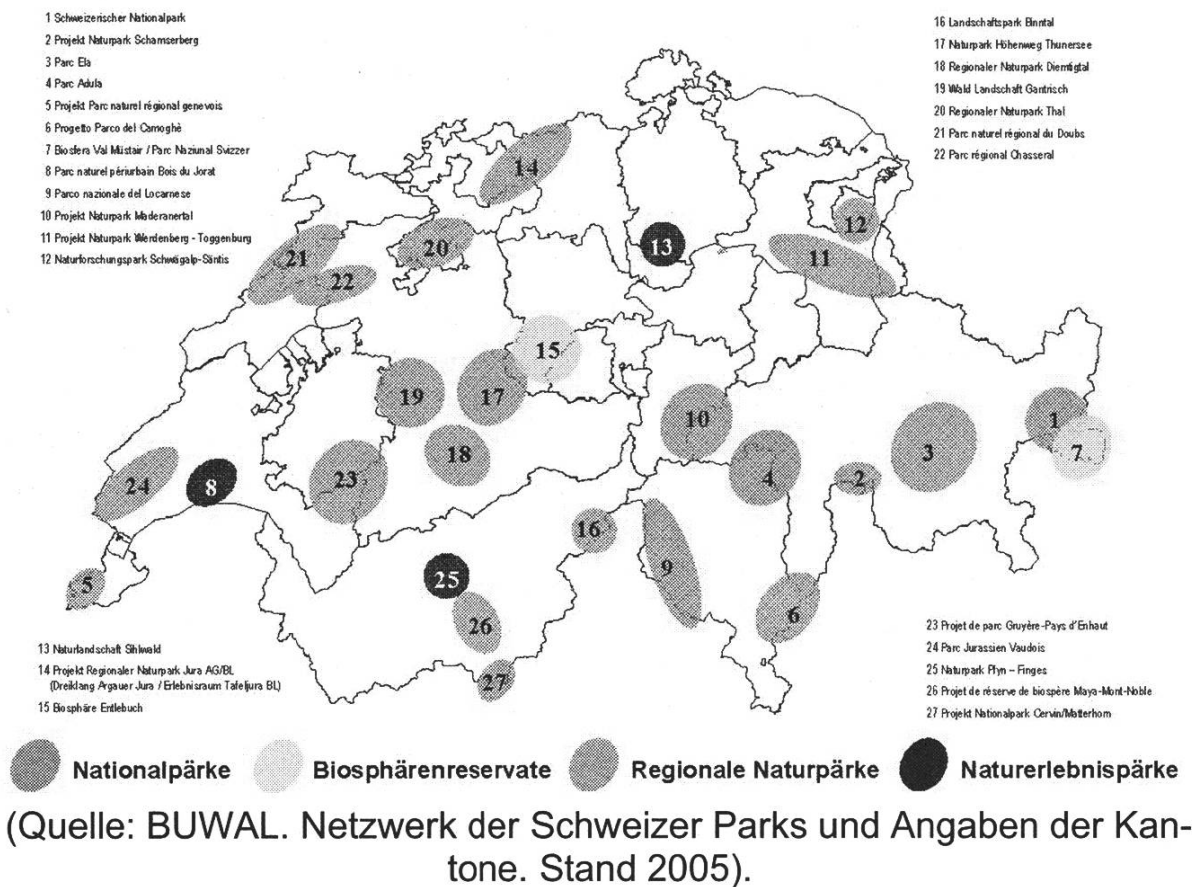 1 Schweizerischer Nationalpark
2 Projekt Naturpark Schamserberg
3 Parc Ela
4 Parc Adula
5 Projekt Parc naturel régional genevois
6 Progetto Parco del Camoghè
7 Biosfera Val Müstair / Parc Naziunal Svizzer
8 Parc naturel périurbain Bois du Jorat
9 Parco nazionale del Locarnese
10 Projekt Naturpark Maderanertal
11 Projekt Naturpark Werdenberg - Toggenburg
12 Naturforschungspark Schwägalp-Säntis
16 Landschaftspark Binntal
17 Naturpark Höhenweg Thunersee
18 Regionaler Naturpark Diemtigtal
19 Wald Landschaft Gantrisch
20 Regionaler Naturpark Thal
21 Parc naturel régional du Doubs
22 Parc régional Chasseral
14
12
13
20
21
11
22
15
19
17
10
1
3
7
18
4
23
2
24
8
16
9
25
5
6
26
27
13 Naturlandschaft Sihlwald
14 Projekt Regionaler Naturpark Jura AG/BL
(Dreiklang Argauer Jura / Erlebnisraum Tafeljura BL)
15 Biosphäre Entlebuch
23 Projet de parc Gruyère-Pays d'Enhaut
24 Parc Jurassien Vaudois
25 Naturpark Pfyn – Finges
26 Projet de réserve de biospère Maya-Mont-Noble
27 Projekt Nationalpark Cervin/Matterhorn
Nationalpärke
Biosphärenreservate
Regionale Naturpärke
Naturerlebnispärke
(Quelle: BUWAL. Netzwerk der Schweizer Parks und Angaben der Kan-
tone. Stand 2005).